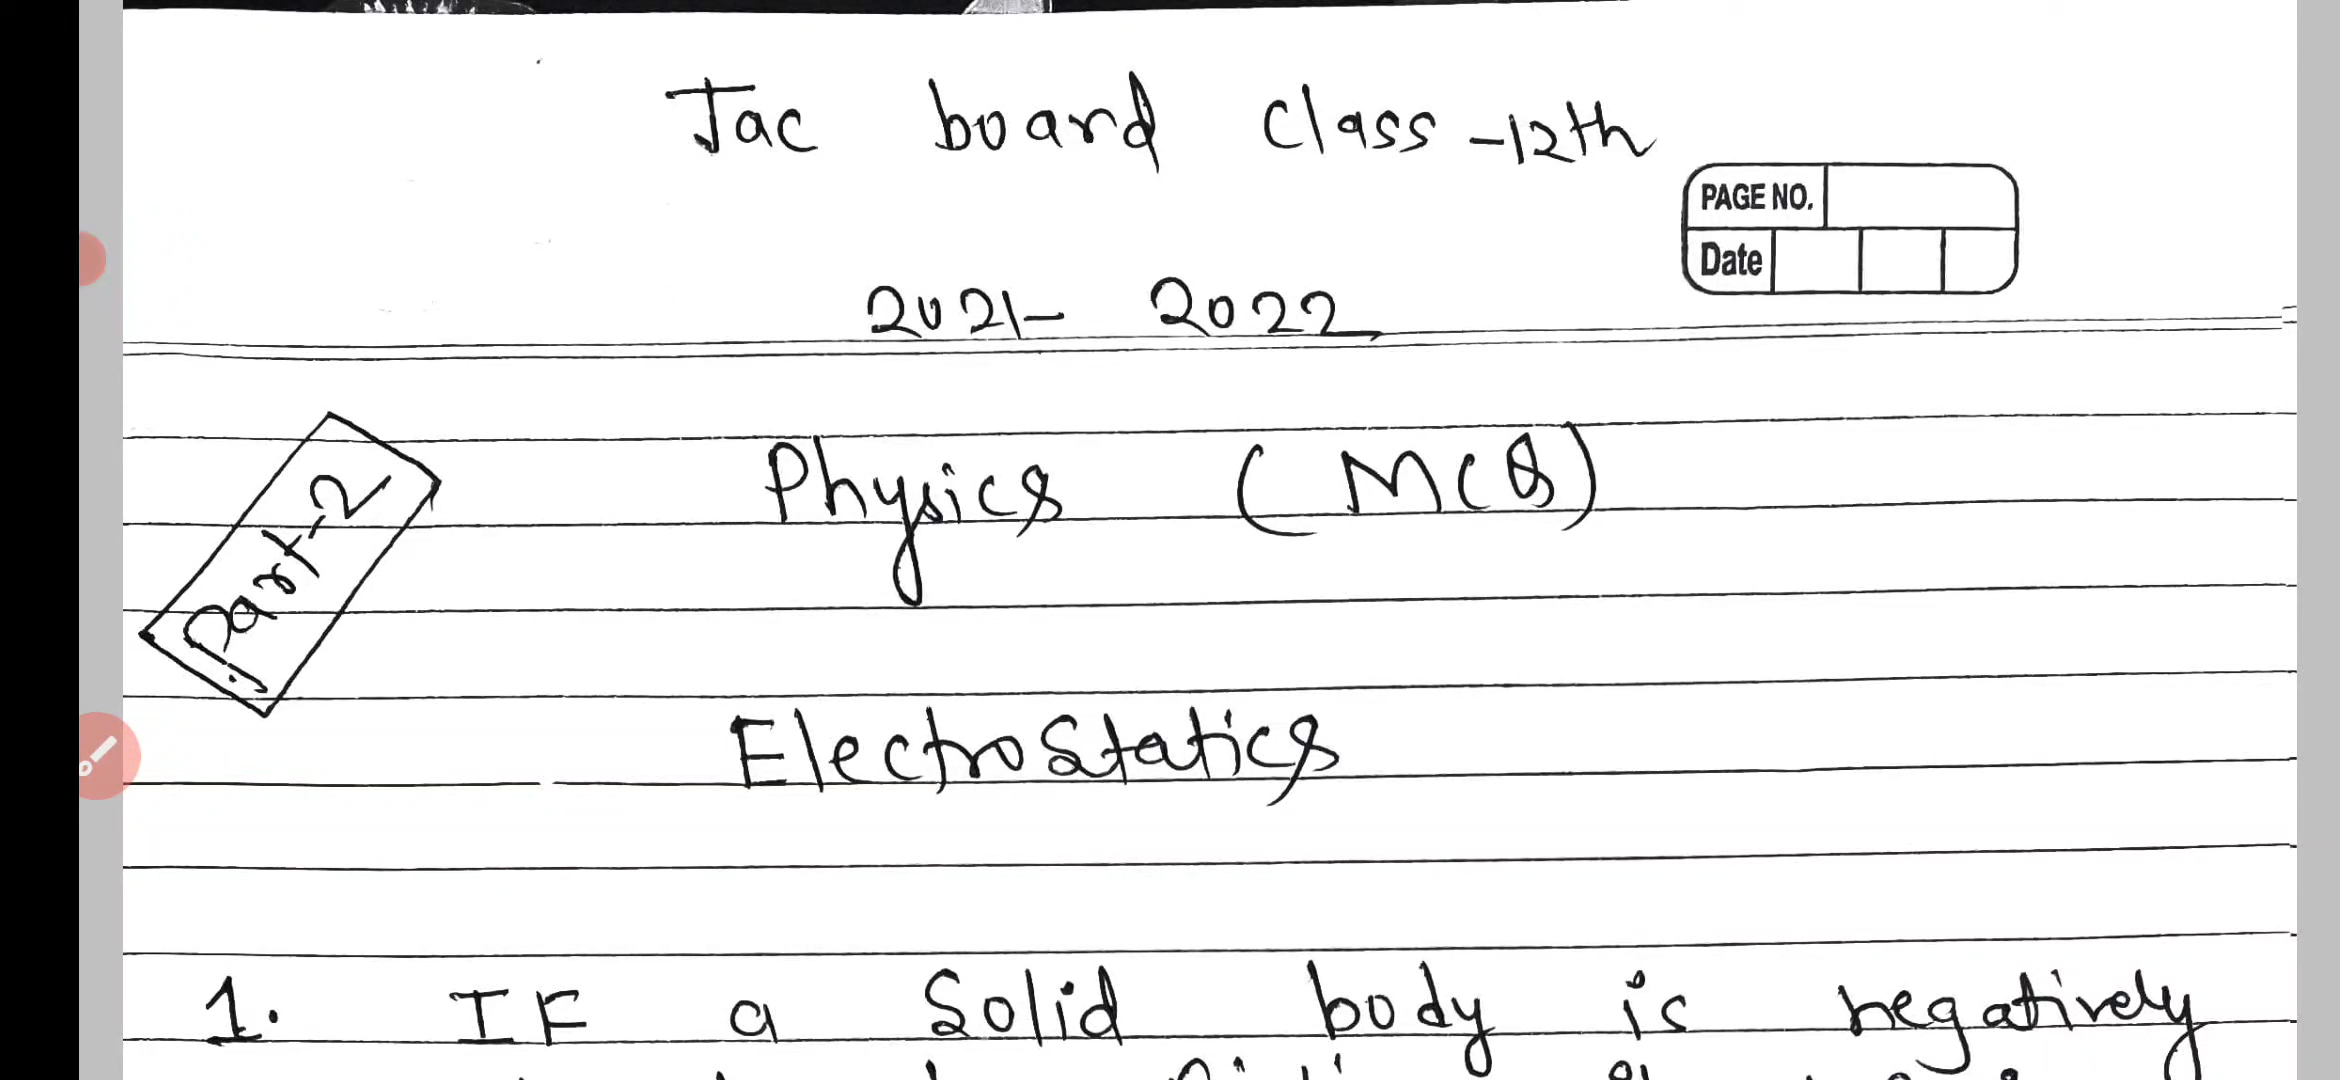 Jac board Class -12th
PAGE NO.
Date
2021- 2022
Part-2
Physics (MCQ)
Electrostatics
1. IF a Solid body is negatively